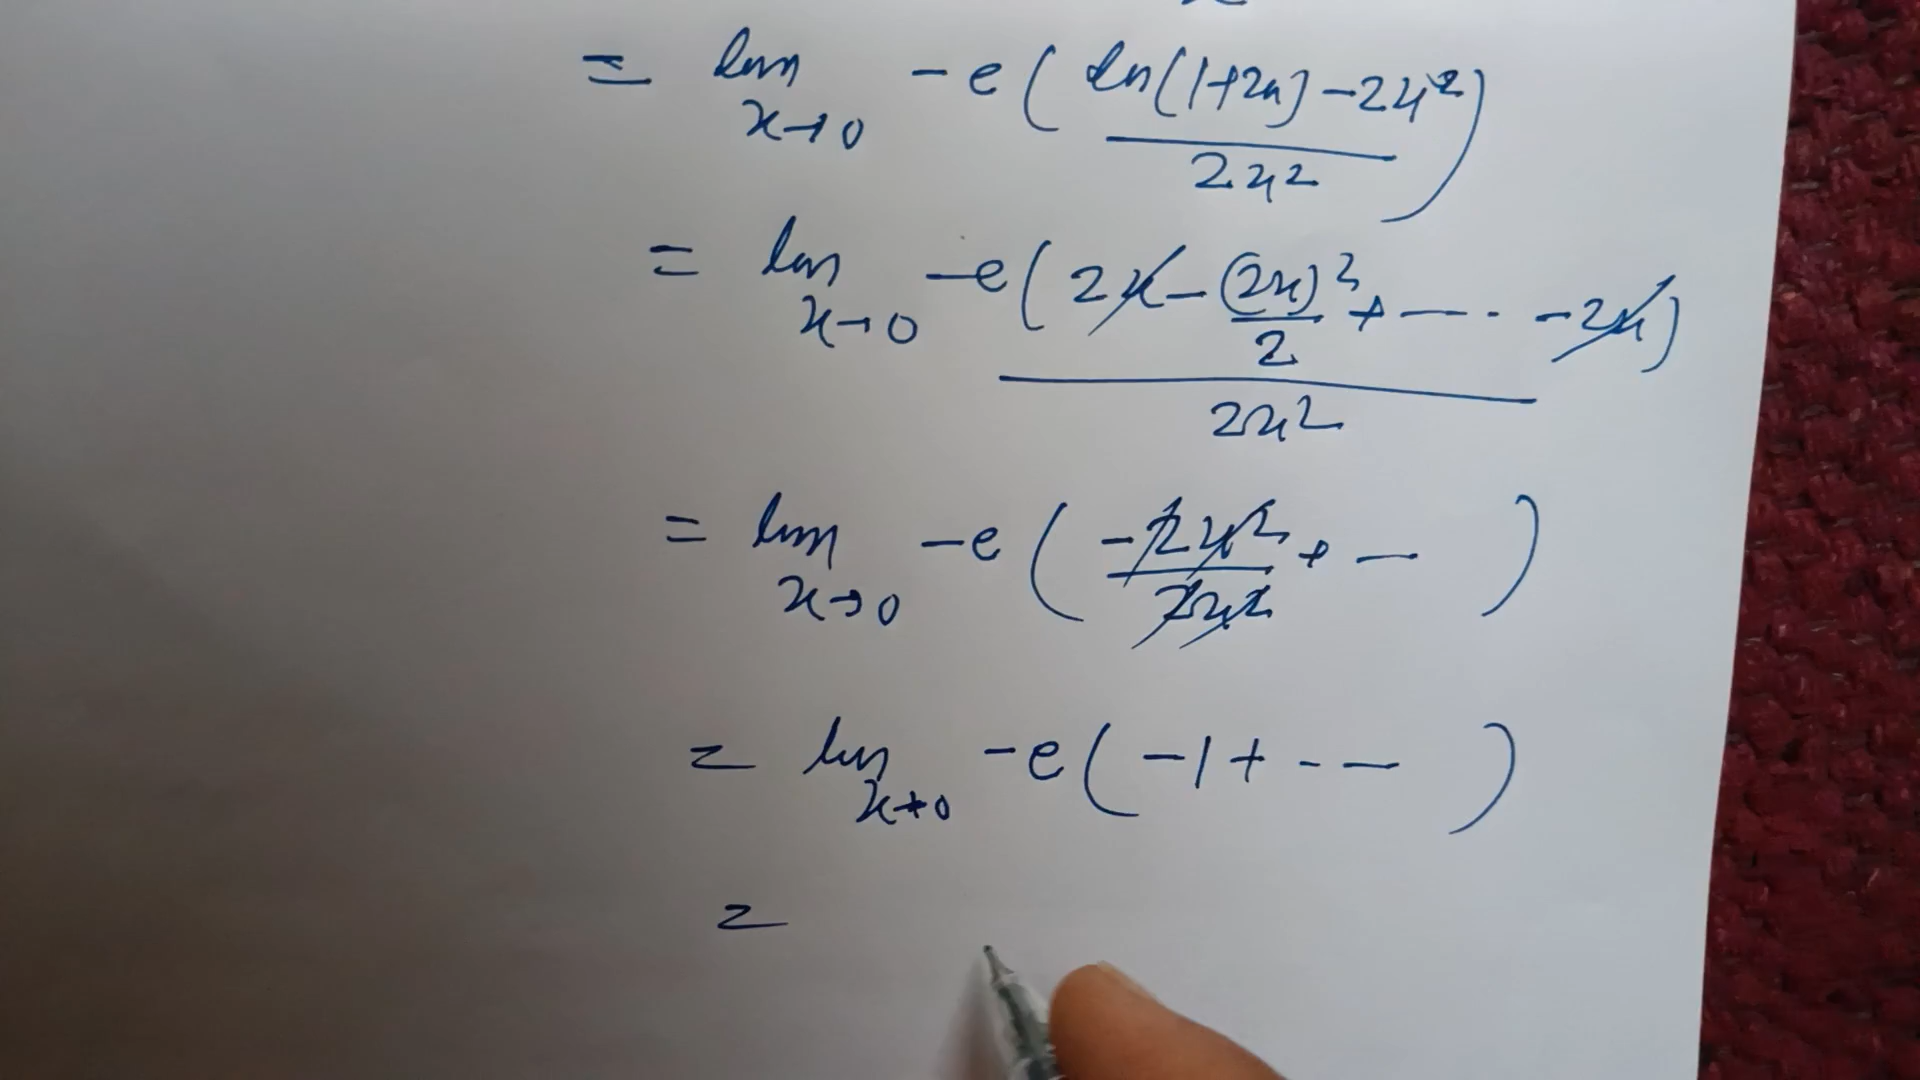 = lim x→0 -e ( ln(1+2x) - 2x² / 2x² )
= lim x→0 -e ( 2x - (2x)²/2 + --- - 2x ) / 2x²
= lim x→0 -e ( -2x²/2x² + - )
= lim x→0 -e ( -1 + -- )
=